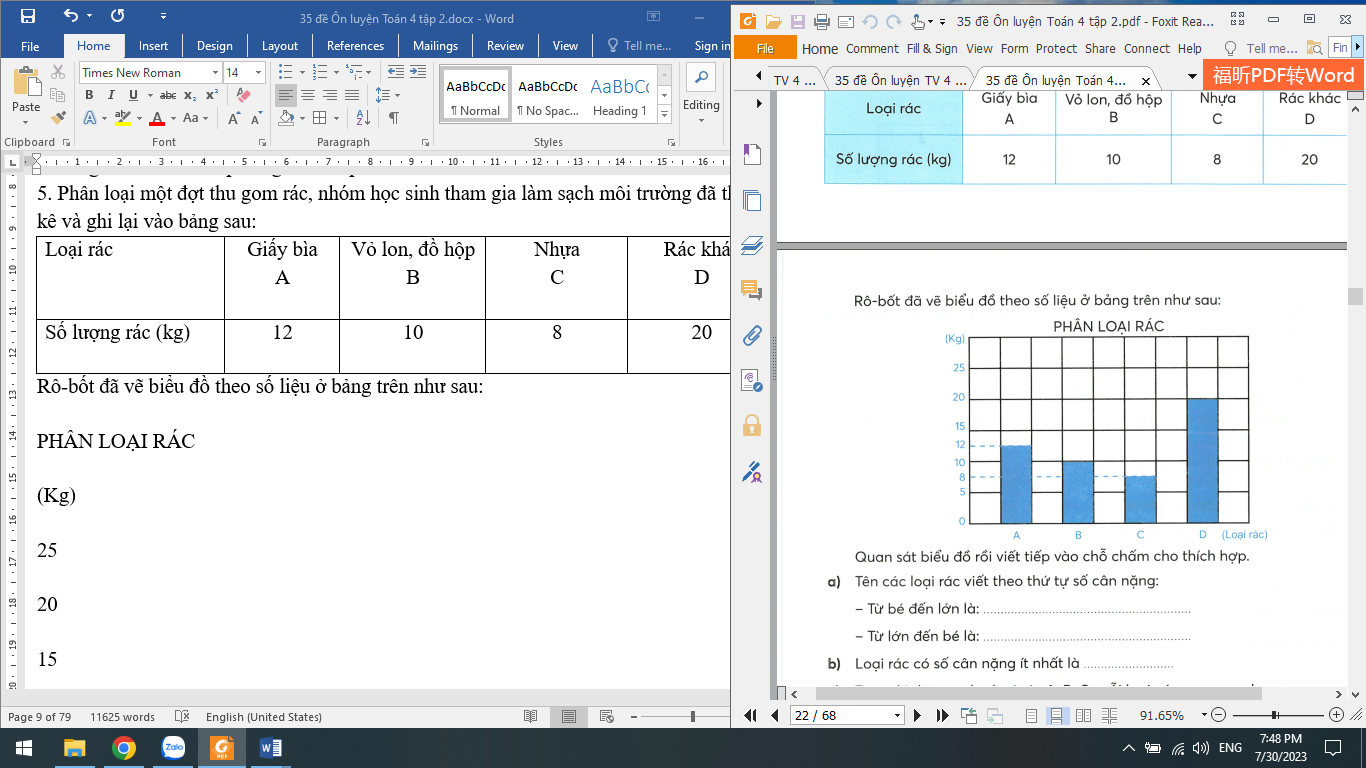 35 đề Ôn luyện Toán 4 tập 2.docx - Word
File Home Insert Design Layout References Mailings Review View Tell me... Sign in
Times New Roman 14
Paste
B I U abc x₂ x² A
A ab A Aa A A
AaBbCcDc AaBbCcDc AaBbCc
¶ Normal ¶ No Spac... Heading 1
Editing
Clipboard Font Paragraph Styles
5. Phân loại một đợt thu gom rác, nhóm học sinh tham gia làm sạch môi trường đã th
kê và ghi lại vào bảng sau:
Loại rác Giấy bìa Vỏ lon, đồ hộp Nhựa Rác khá
A B C D
Số lượng rác (kg) 12 10 8 20
Rô-bốt đã vẽ biểu đồ theo số liệu ở bảng trên như sau:
PHÂN LOẠI RÁC
(Kg)
25
20
15
Page 9 of 79 11625 words English (United States)
35 đề Ôn luyện Toán 4 tập 2.pdf - Foxit Rea...
File Home Comment Fill & Sign View Form Protect Share Connect Help Tell me... Fin
TV 4 ... 35 đề Ôn luyện TV 4 ... 35 đề Ôn luyện Toán 4...
福昕PDF转Word
Loại rác Giấy bìa Vỏ lon, đồ hộp Nhựa Rác khác
A B C D
Số lượng rác (kg) 12 10 8 20
Rô-bốt đã vẽ biểu đồ theo số liệu ở bảng trên như sau:
PHÂN LOẠI RÁC
(Kg)
25
20
15
12
10
8
5
0
A B C D (Loại rác)
Quan sát biểu đồ rồi viết tiếp vào chỗ chấm cho thích hợp.
a) Tên các loại rác viết theo thứ tự số cân nặng:
– Từ bé đến lớn là: ............................................................
– Từ lớn đến bé là: ............................................................
b) Loại rác có số cân nặng ít nhất là ..........................
22 / 68 91.65%
Zalo
PDF
ENG
7:48 PM
7/30/2023